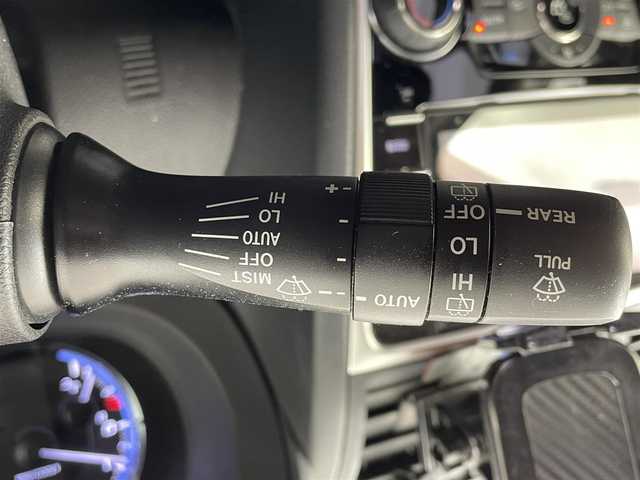 PULL
REAR
HI
LO
OFF
AUTO
MIST
OFF
AUTO
LO
HI
- +